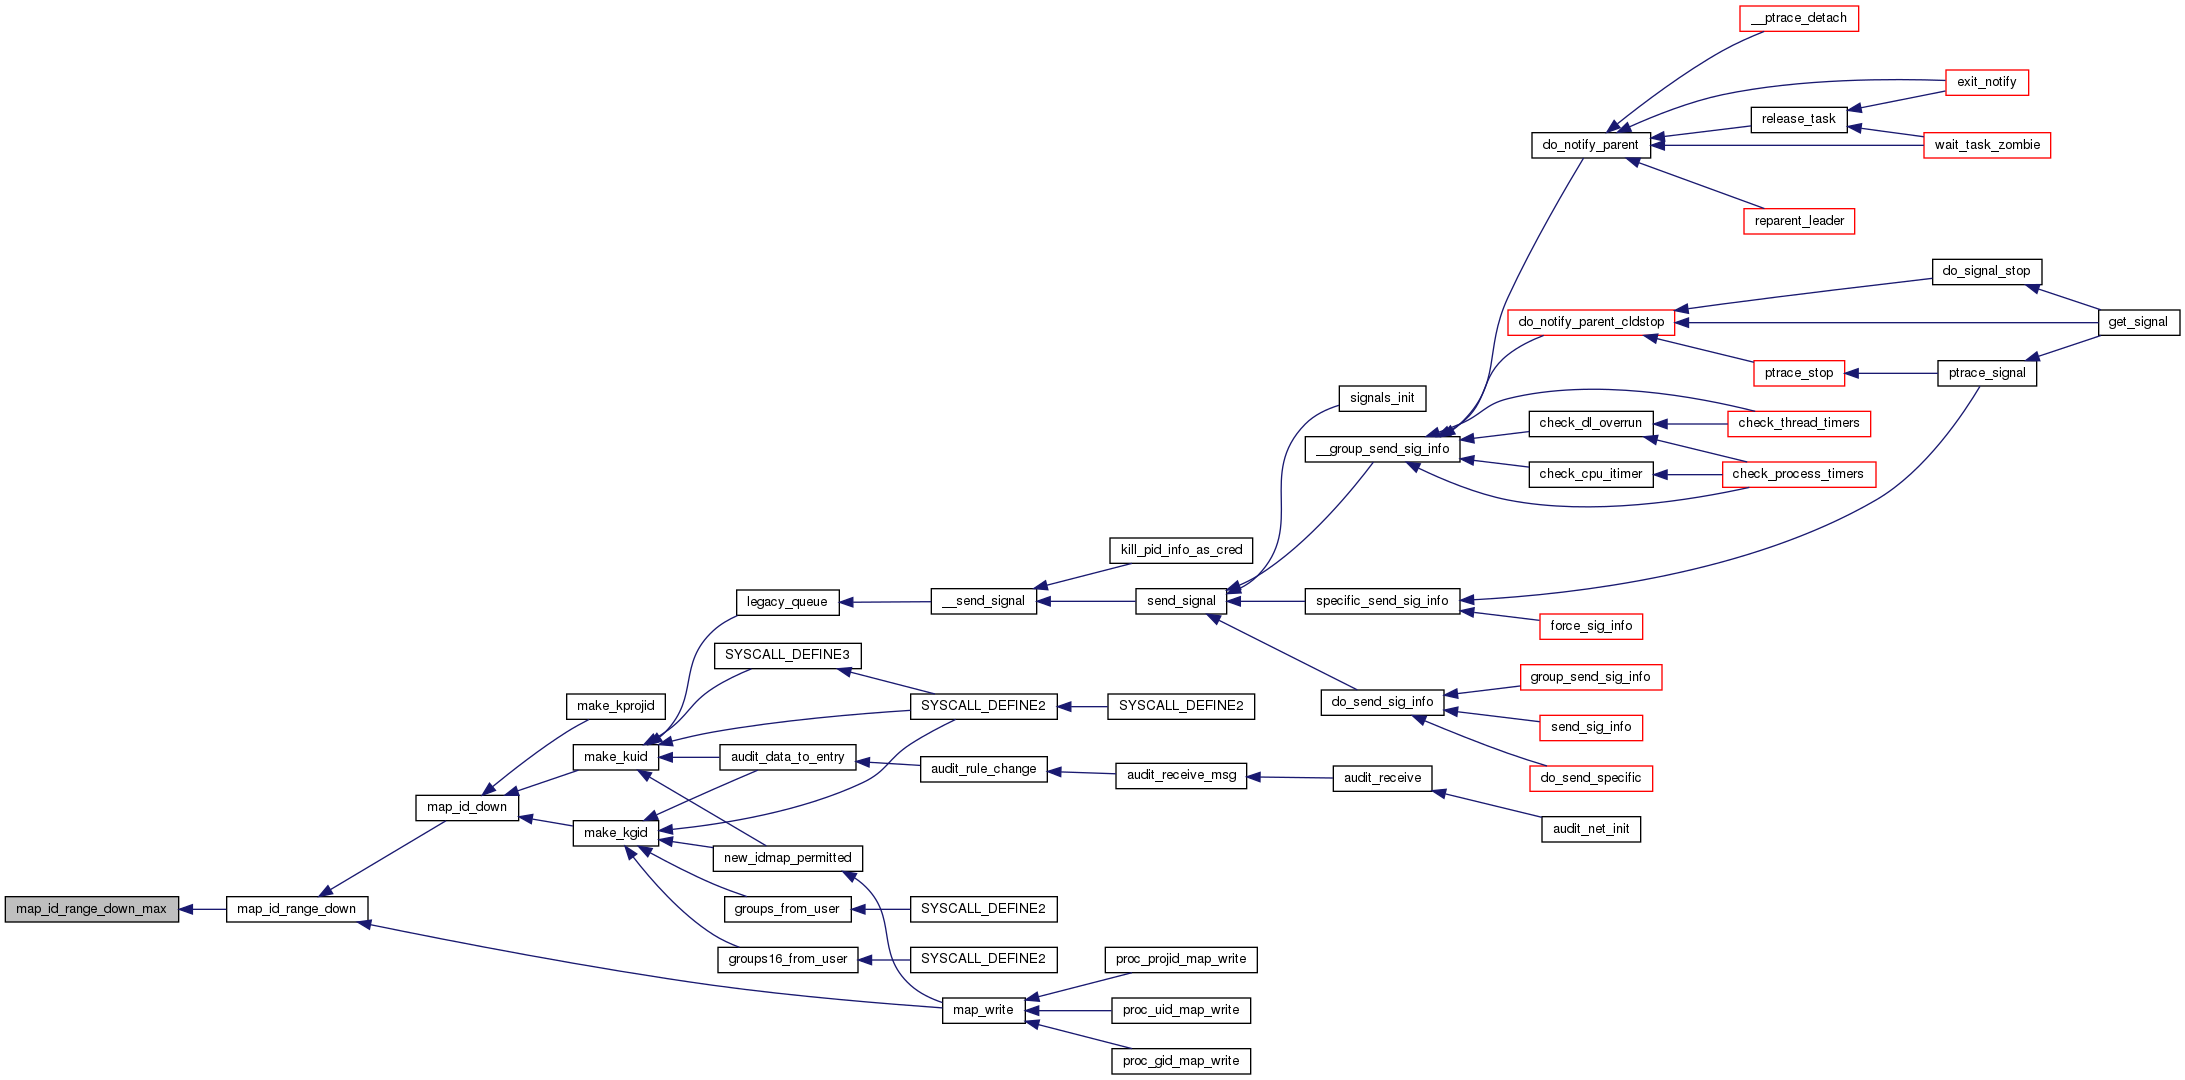 __ptrace_detach
exit_notify
release_task
do_notify_parent
wait_task_zombie
reparent_leader
do_signal_stop
do_notify_parent_cldstop
get_signal
ptrace_stop
ptrace_signal
signals_init
check_dl_overrun
check_thread_timers
__group_send_sig_info
check_cpu_itimer
check_process_timers
kill_pid_info_as_cred
legacy_queue
__send_signal
send_signal
specific_send_sig_info
force_sig_info
SYSCALL_DEFINE3
group_send_sig_info
make_kprojid
SYSCALL_DEFINE2
SYSCALL_DEFINE2
do_send_sig_info
send_sig_info
make_kuid
audit_data_to_entry
audit_rule_change
audit_receive_msg
audit_receive
do_send_specific
map_id_down
make_kgid
audit_net_init
new_idmap_permitted
map_id_range_down_max
map_id_range_down
groups_from_user
SYSCALL_DEFINE2
groups16_from_user
SYSCALL_DEFINE2
proc_projid_map_write
map_write
proc_uid_map_write
proc_gid_map_write